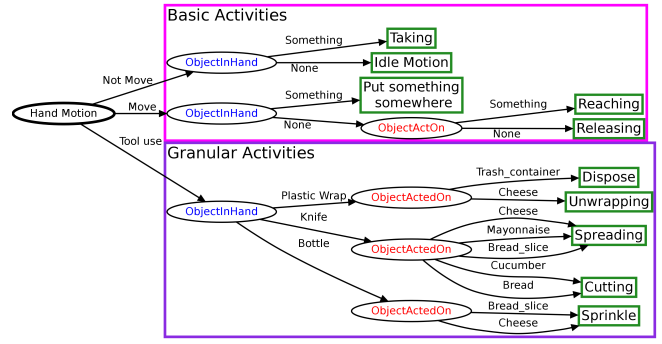 Basic Activities
Something
Taking
ObjectInHand
None
Idle Motion
Not Move
Put something
somewhere
Something
Hand Motion
Move
ObjectInHand
None
ObjectActOn
Something
Reaching
None
Releasing
Tool use
Granular Activities
Trash_container
Dispose
Plastic Wrap
ObjectActedOn
Cheese
Unwrapping
ObjectInHand
Knife
Cheese
Mayonnaise
Spreading
ObjectActedOn
Bread_slice
Bottle
Cucumber
Bread
Cutting
ObjectActedOn
Bread_slice
Sprinkle
Cheese